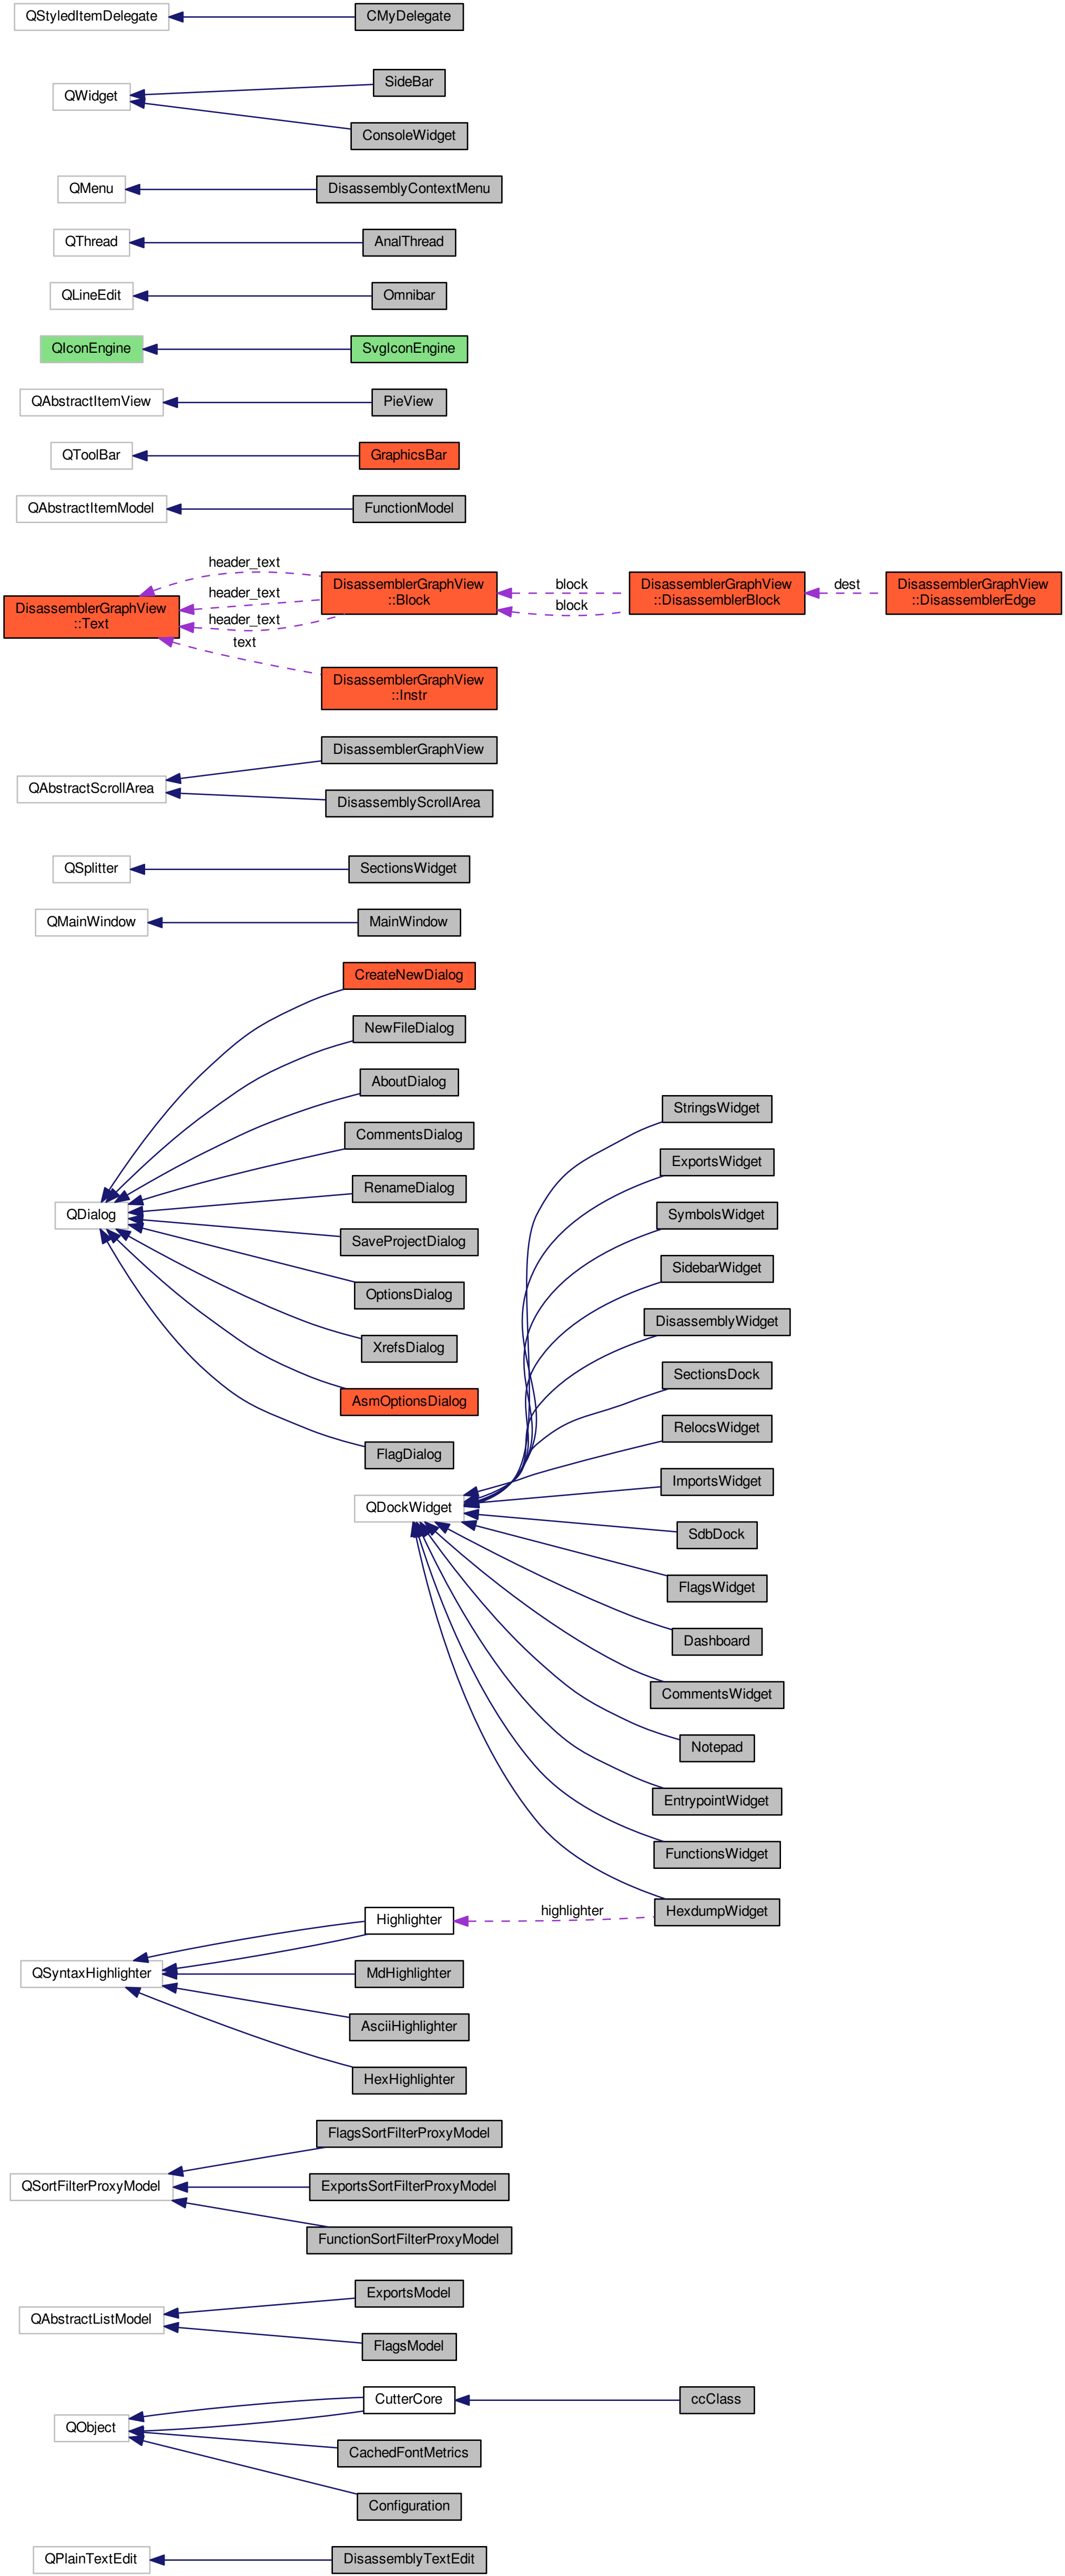 QStyledItemDelegate
CMyDelegate
QWidget
SideBar
ConsoleWidget
QMenu
DisassemblyContextMenu
QThread
AnalThread
QLineEdit
Omnibar
QIconEngine
SvgIconEngine
QAbstractItemView
PieView
QToolBar
GraphicsBar
QAbstractItemModel
FunctionModel
DisassemblerGraphView
::Text
header_text
header_text
header_text
text
DisassemblerGraphView
::Block
block
block
DisassemblerGraphView
::DisassemblerBlock
dest
DisassemblerGraphView
::DisassemblerEdge
DisassemblerGraphView
::Instr
QAbstractScrollArea
DisassemblerGraphView
DisassemblyScrollArea
QSplitter
SectionsWidget
QMainWindow
MainWindow
QDialog
CreateNewDialog
NewFileDialog
AboutDialog
CommentsDialog
RenameDialog
SaveProjectDialog
OptionsDialog
XrefsDialog
AsmOptionsDialog
FlagDialog
QDockWidget
StringsWidget
ExportsWidget
SymbolsWidget
SidebarWidget
DisassemblyWidget
SectionsDock
RelocsWidget
ImportsWidget
SdbDock
FlagsWidget
Dashboard
CommentsWidget
Notepad
EntrypointWidget
FunctionsWidget
HexdumpWidget
highlighter
QSyntaxHighlighter
Highlighter
MdHighlighter
AsciiHighlighter
HexHighlighter
QSortFilterProxyModel
FlagsSortFilterProxyModel
ExportsSortFilterProxyModel
FunctionSortFilterProxyModel
QAbstractListModel
ExportsModel
FlagsModel
QObject
CutterCore
ccClass
CachedFontMetrics
Configuration
QPlainTextEdit
DisassemblyTextEdit